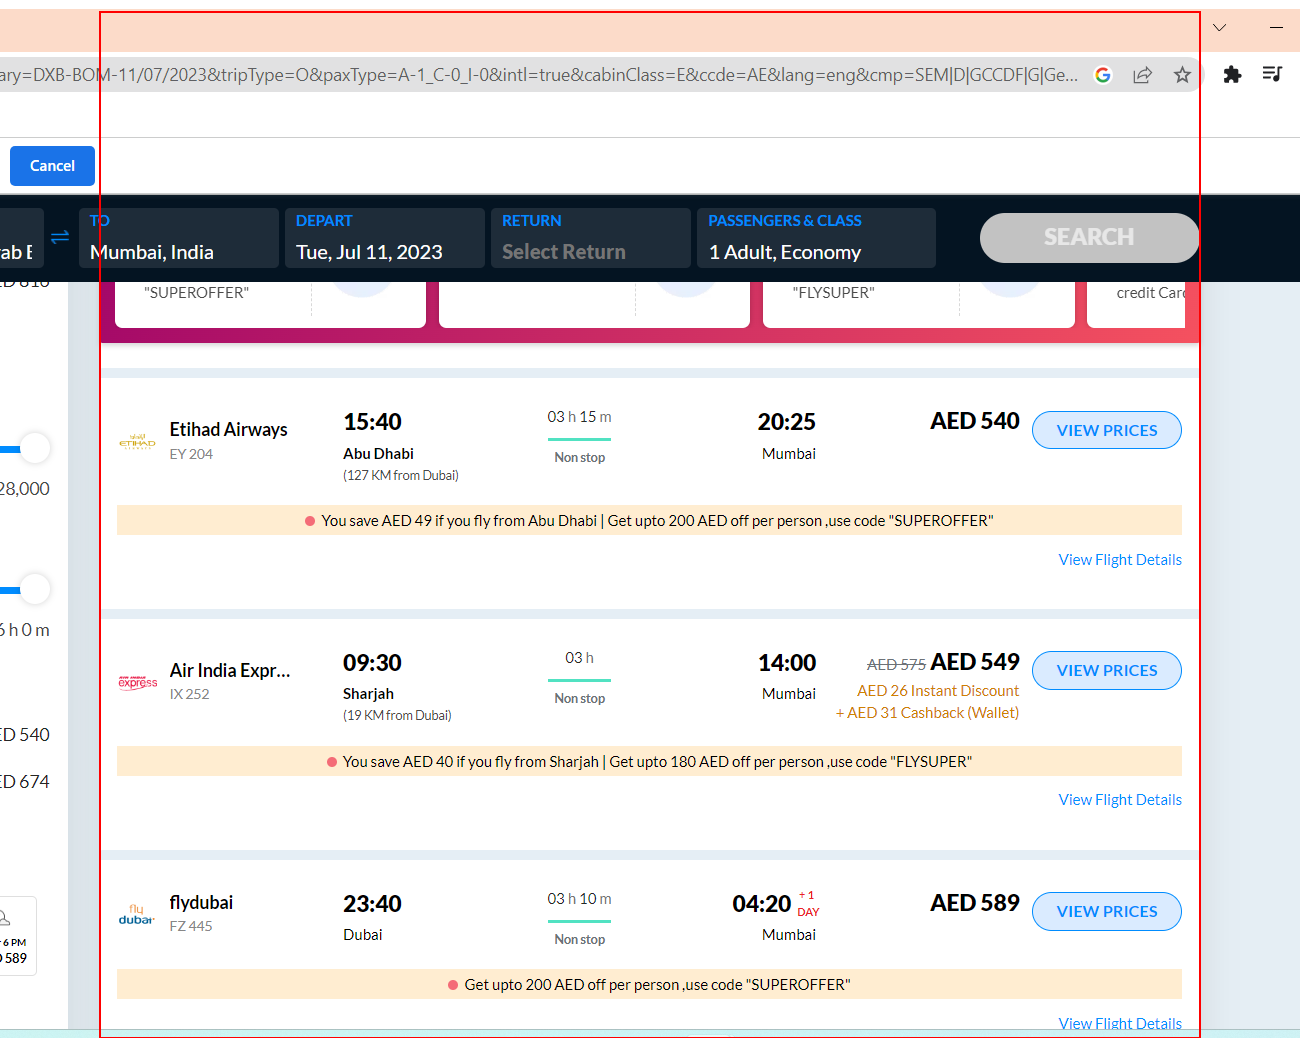 ary=DXB-BOM-11/07/2023&tripType=O&paxType=A-1_C-0_I-0&intl=true&cabinClass=E&ccde=AE&lang=eng&cmp=SEM|D|GCCDF|G|Ge...
Cancel
TO
DEPART
RETURN
PASSENGERS & CLASS
rab E
Mumbai, India
Tue, Jul 11, 2023
Select Return
1 Adult, Economy
SEARCH
"SUPEROFFER"
"FLYSUPER"
credit Card
Etihad Airways
EY 204
15:40
Abu Dhabi
(127 KM from Dubai)
03 h 15 m
Non stop
20:25
Mumbai
AED 540
VIEW PRICES
28,000
You save AED 49 if you fly from Abu Dhabi | Get upto 200 AED off per person ,use code "SUPEROFFER"
View Flight Details
6 h 0 m
Air India Expr...
IX 252
09:30
Sharjah
(19 KM from Dubai)
03 h
Non stop
14:00
Mumbai
AED 575 AED 549
AED 26 Instant Discount
+ AED 31 Cashback (Wallet)
VIEW PRICES
ED 540
You save AED 40 if you fly from Sharjah | Get upto 180 AED off per person ,use code "FLYSUPER"
ED 674
View Flight Details
flydubai
FZ 445
23:40
Dubai
03 h 10 m
Non stop
04:20 +1 DAY
Mumbai
AED 589
VIEW PRICES
6 PM
589
Get upto 200 AED off per person ,use code "SUPEROFFER"
View Flight Details